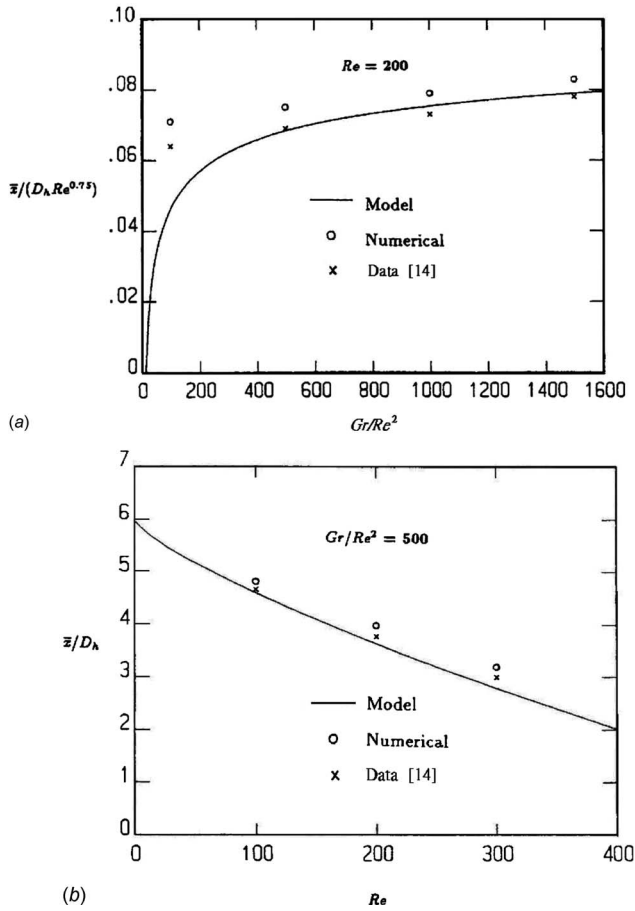 .10
.08
.06
.04
.02
0
Re = 200
z̄/(D_h Re^0.75)
Model
Numerical
Data [14]
0 200 400 600 800 1000 1200 1400 1600
(a)
Gr/Re²
7
6
5
4
3
2
1
0
Gr/Re² = 500
z̄/D_h
Model
Numerical
Data [14]
0 100 200 300 400
(b)
Re